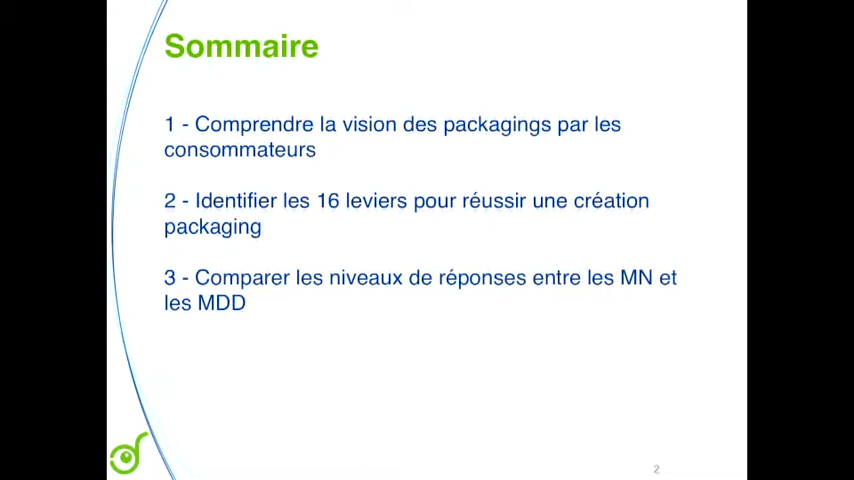 Sommaire
1 - Comprendre la vision des packagings par les
consommateurs
2 - Identifier les 16 leviers pour réussir une création
packaging
3 - Comparer les niveaux de réponses entre les MN et
les MDD
2